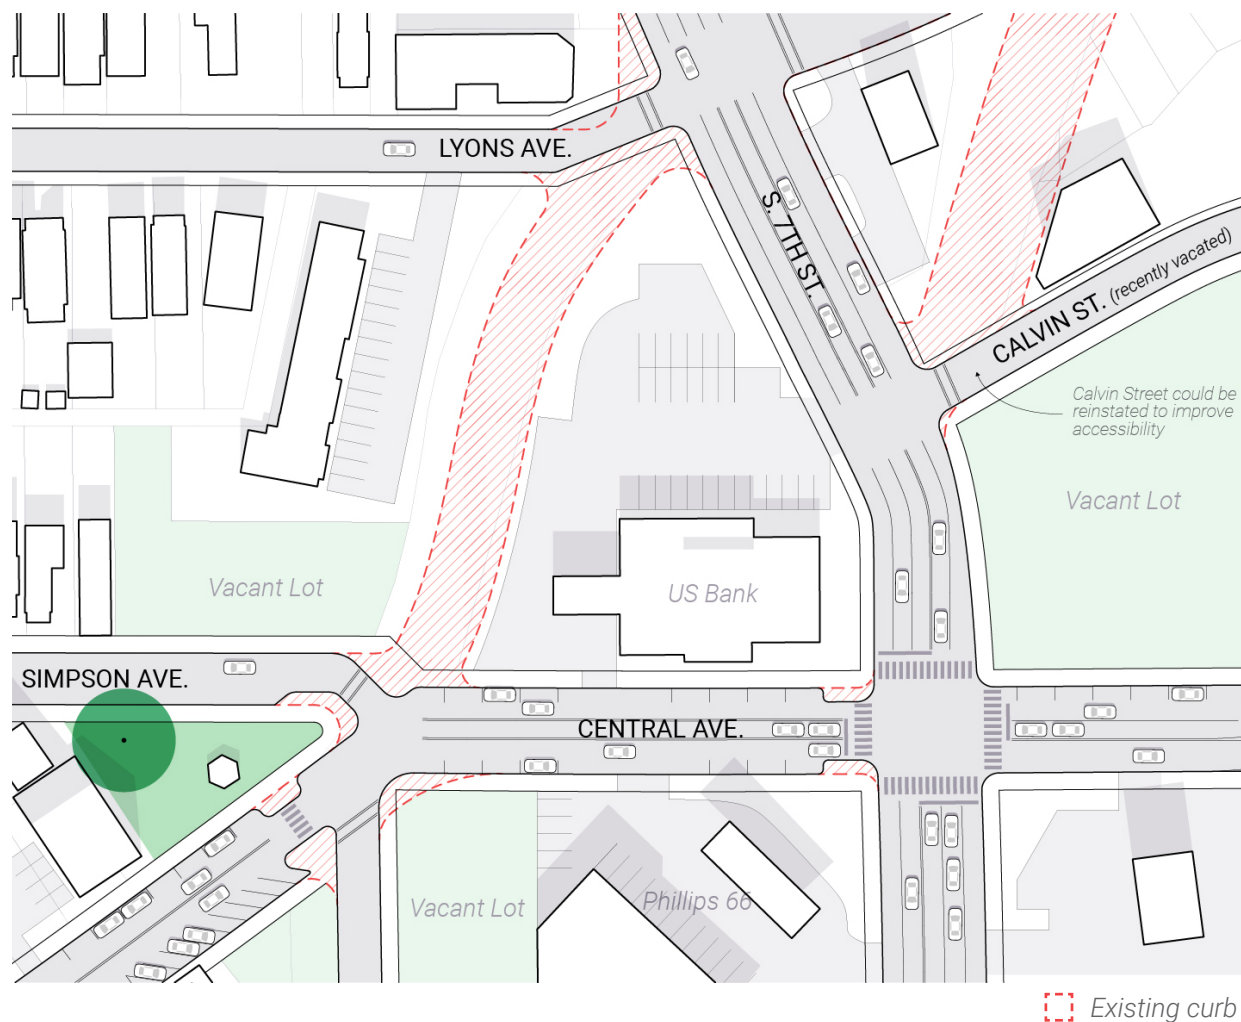 LYONS AVE.
S. 7TH ST.
CALVIN ST. (recently vacated)
Calvin Street could be
reinstated to improve
accessibility
Vacant Lot
Vacant Lot
US Bank
SIMPSON AVE.
CENTRAL AVE.
Vacant Lot
Phillips 66
Existing curb